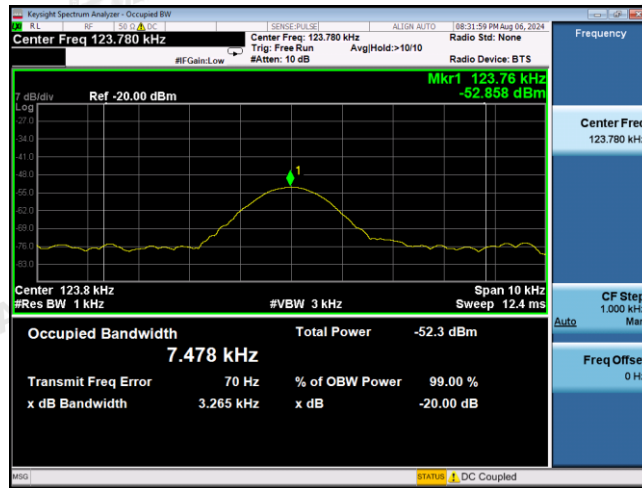 Keysight Spectrum Analyzer - Occupied BW
RL RF 50 Ω DC SENSE:PULSE ALIGN AUTO 08:31:59 PM Aug 06, 2024
Center Freq 123.780 kHz Center Freq: 123.780 kHz Radio Std: None Frequency
Trig: Free Run Avg|Hold:>10/10
#IFGain:Low #Atten: 10 dB Radio Device: BTS
Mkr1 123.76 kHz
7 dB/div Ref -20.00 dBm -52.858 dBm
Log
-27.0
Center Freq
-34.0
123.780 kHz
-41.0
-48.0
1
-55.0
-62.0
-69.0
-76.0
-83.0
Center 123.8 kHz Span 10 kHz
#Res BW 1 kHz #VBW 3 kHz Sweep 12.4 ms
CF Step
1.000 kHz
Auto Man
Occupied Bandwidth Total Power -52.3 dBm
7.478 kHz
Freq Offse
0 H
Transmit Freq Error 70 Hz % of OBW Power 99.00 %
x dB Bandwidth 3.265 kHz x dB -20.00 dB
MSG STATUS DC Coupled